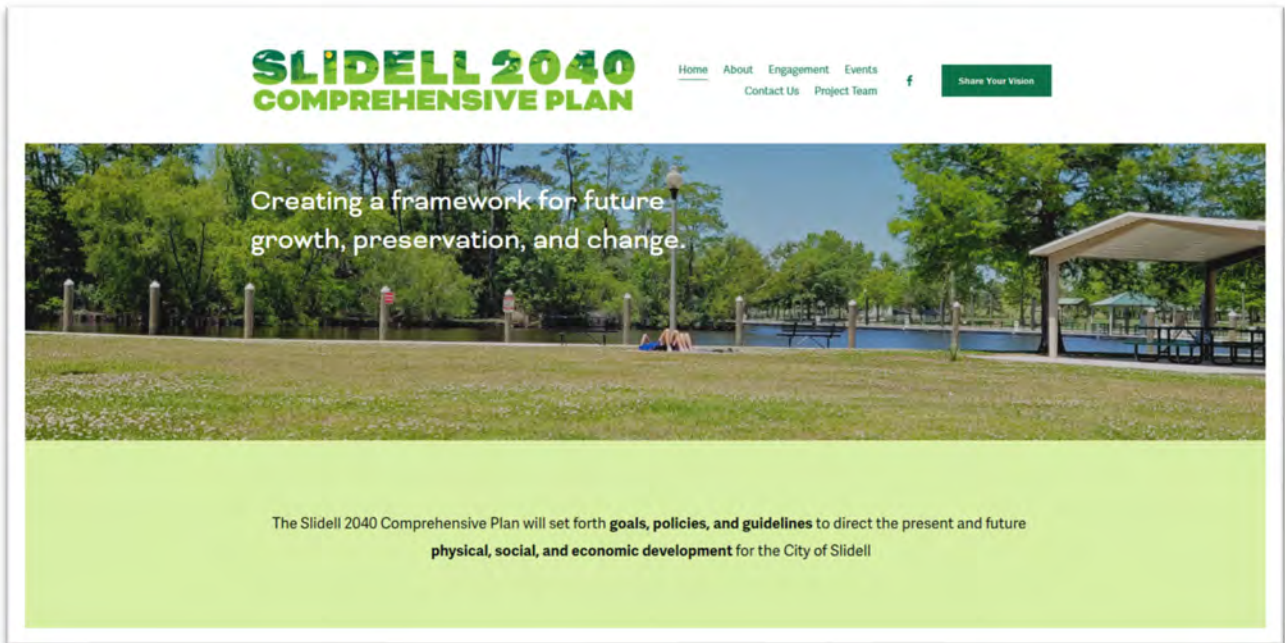 SLIDELL 2040
COMPREHENSIVE PLAN
Home About Engagement Events
Contact Us Project Team
f
Share Your Vision
Creating a framework for future
growth, preservation, and change.
The Slidell 2040 Comprehensive Plan will set forth goals, policies, and guidelines to direct the present and future
physical, social, and economic development for the City of Slidell